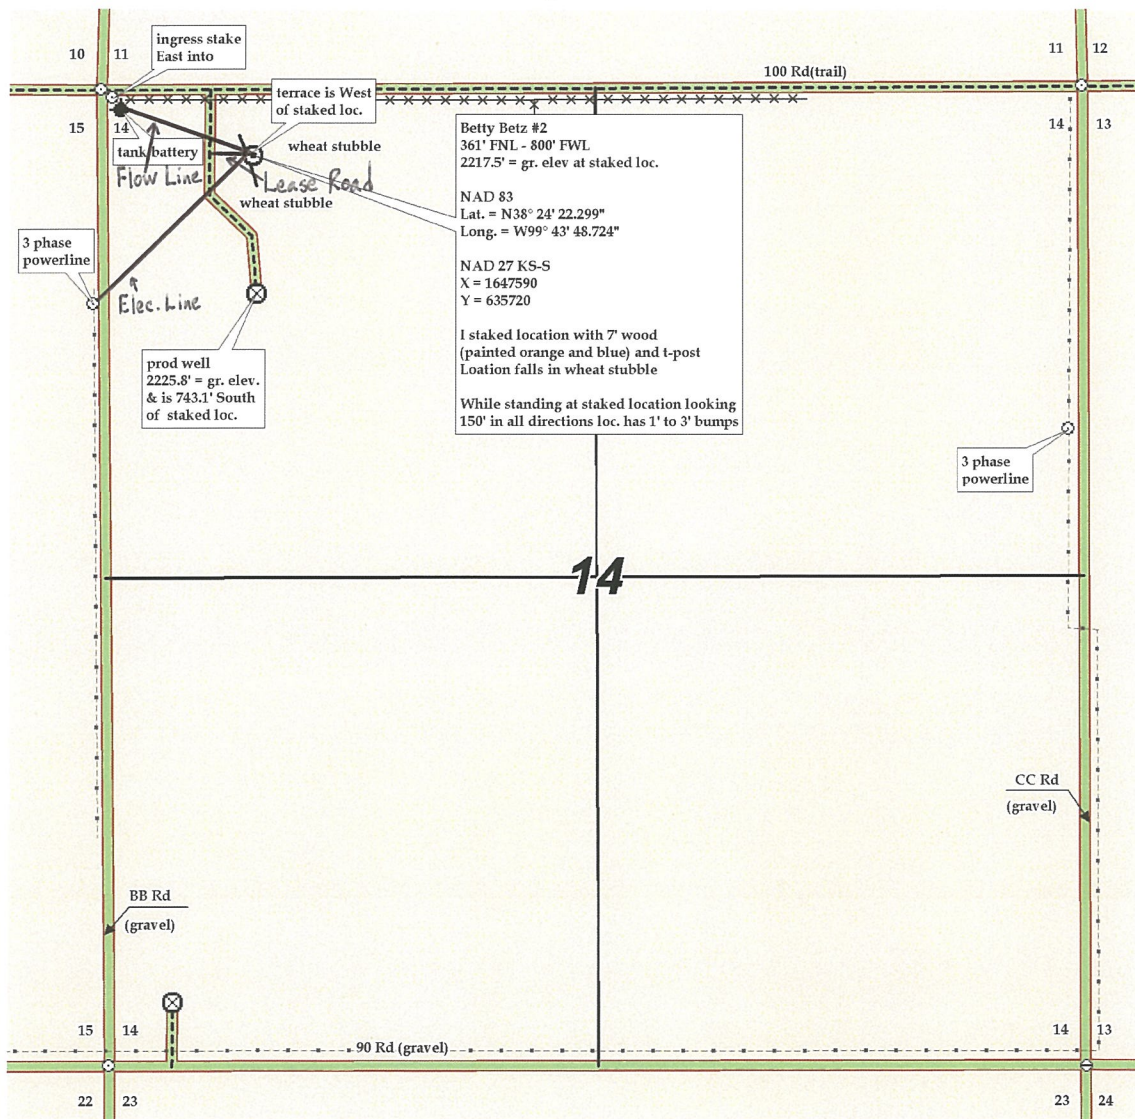 ingress stake
East into
10
11
11
12
100 Rd(trail)
terrace is West
of staked loc.
15
14
14
13
tank battery
wheat stubble
Flow Line
Lease Road
wheat stubble
Betty Betz #2
361' FNL - 800' FWL
2217.5' = gr. elev at staked loc.
NAD 83
Lat. = N38° 24' 22.299"
Long. = W99° 43' 48.724"
NAD 27 KS-S
X = 1647590
Y = 635720
I staked location with 7' wood
(painted orange and blue) and t-post
Loation falls in wheat stubble
While standing at staked location looking
150' in all directions loc. has 1' to 3' bumps
3 phase
powerline
Elec. Line
prod well
2225.8' = gr. elev.
& is 743.1' South
of staked loc.
3 phase
powerline
14
CC Rd
(gravel)
BB Rd
(gravel)
15
14
14
13
90 Rd (gravel)
22
23
23
24